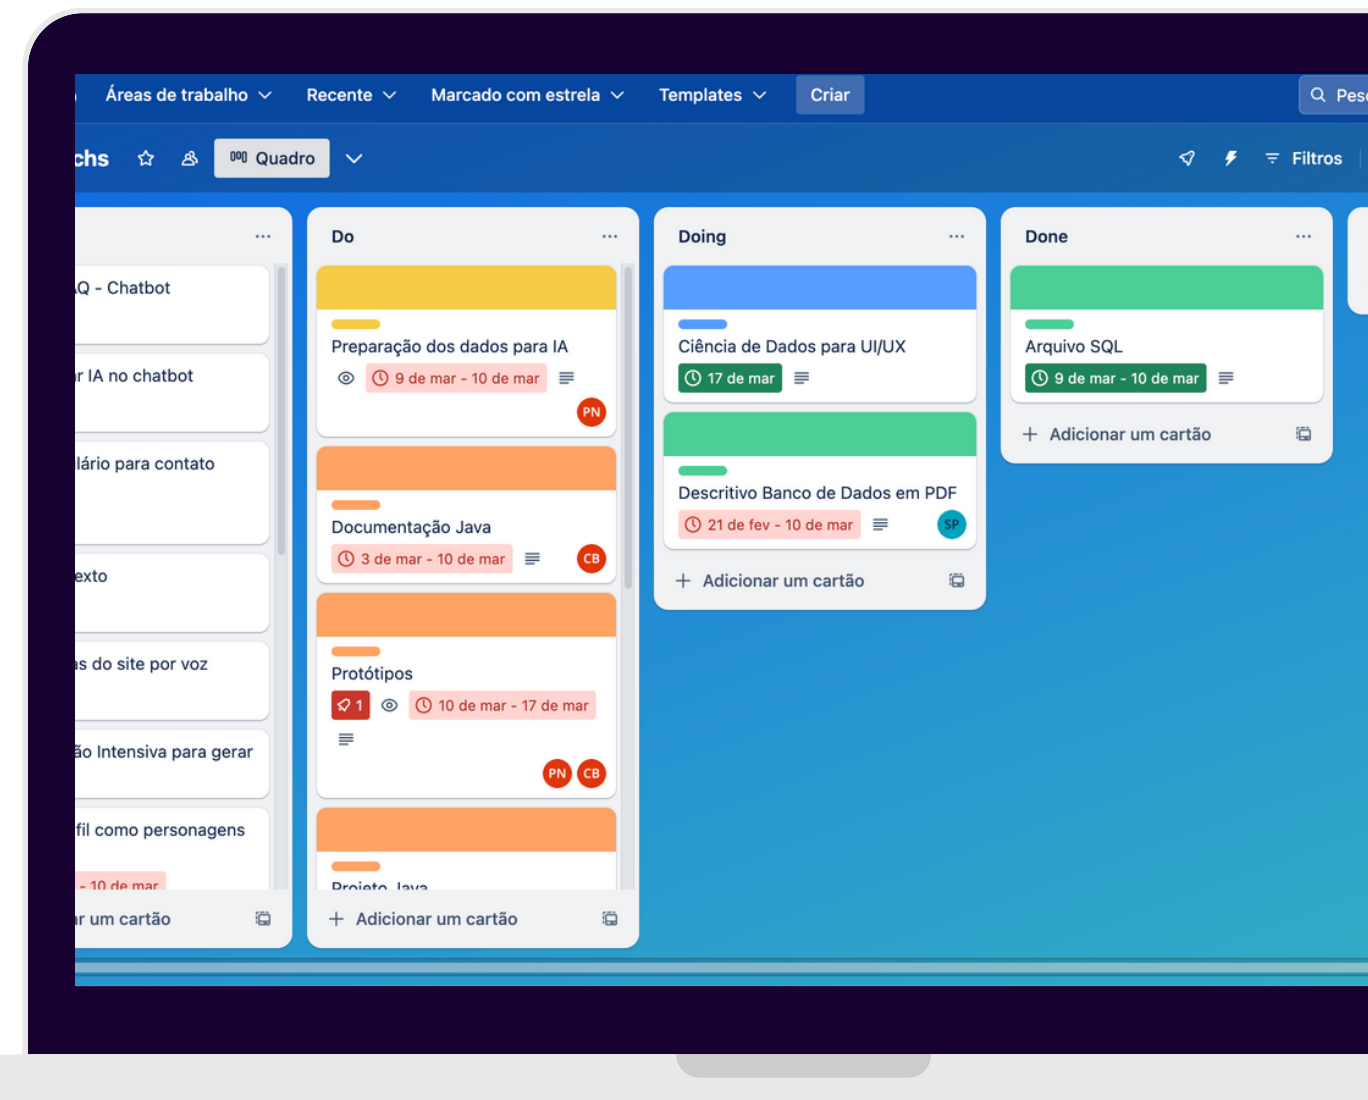 Áreas de trabalho
Recente
Marcado com estrela
Templates
Criar
Quadro
Filtros
- Chatbot
IA no chatbot
para contato
do site por voz
Intensiva para gerar
como personagens
- 10 de mar
um cartão
Do
Preparação dos dados para IA
9 de mar - 10 de mar
PN
Documentação Java
3 de mar - 10 de mar
CB
Protótipos
1
10 de mar - 17 de mar
PN
CB
Projeto Java
+ Adicionar um cartão
Doing
Ciência de Dados para UI/UX
17 de mar
Descritivo Banco de Dados em PDF
21 de fev - 10 de mar
SP
+ Adicionar um cartão
Done
Arquivo SQL
9 de mar - 10 de mar
+ Adicionar um cartão